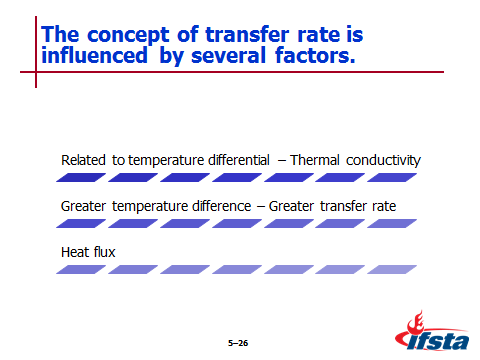 The concept of transfer rate is
influenced by several factors.
Related to temperature differential – Thermal conductivity
Greater temperature difference – Greater transfer rate
Heat flux
5–26
ifsta